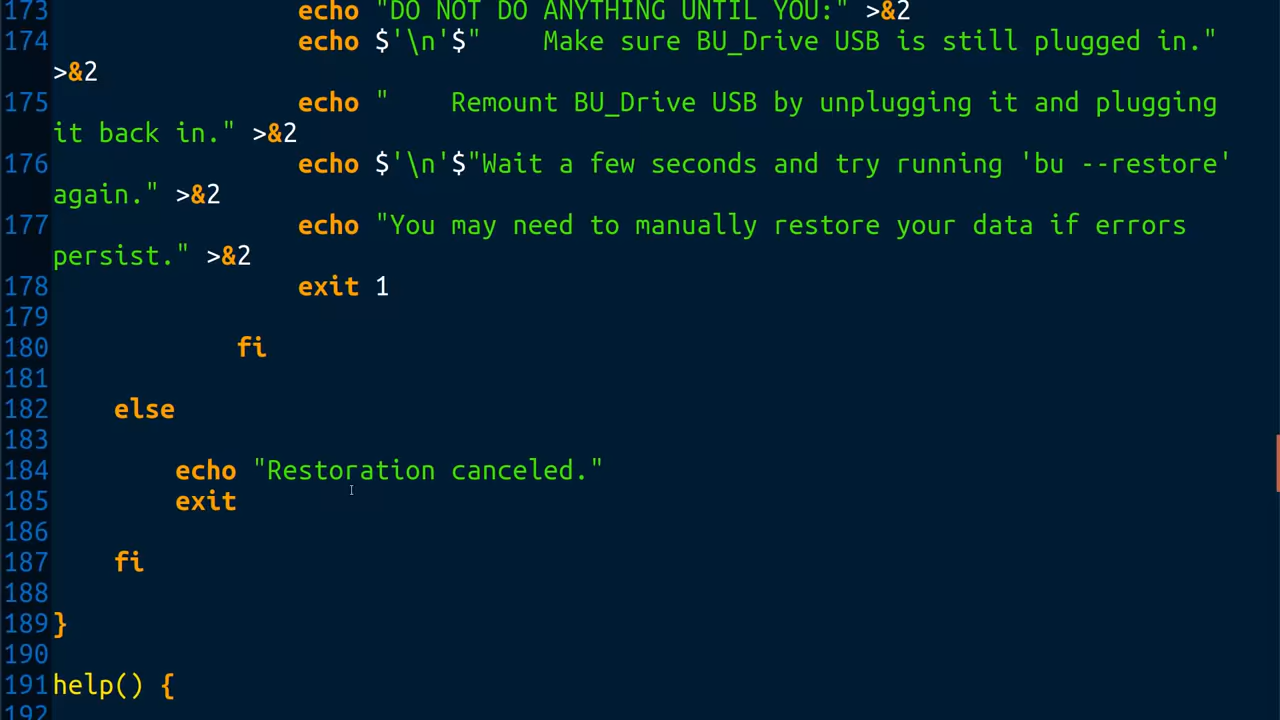 173 echo "DO NOT DO ANYTHING UNTIL YOU:" >&2
174 echo $'\n'$"    Make sure BU_Drive USB is still plugged in."
>&2
175 echo "    Remount BU_Drive USB by unplugging it and plugging
it back in." >&2
176 echo $'\n'$"Wait a few seconds and try running 'bu --restore'
again." >&2
177 echo "You may need to manually restore your data if errors
persist." >&2
178 exit 1
179
180 fi
181
182 else
183
184 echo "Restoration canceled."
185 exit
186
187 fi
188
189 }
190
191 help() {
192